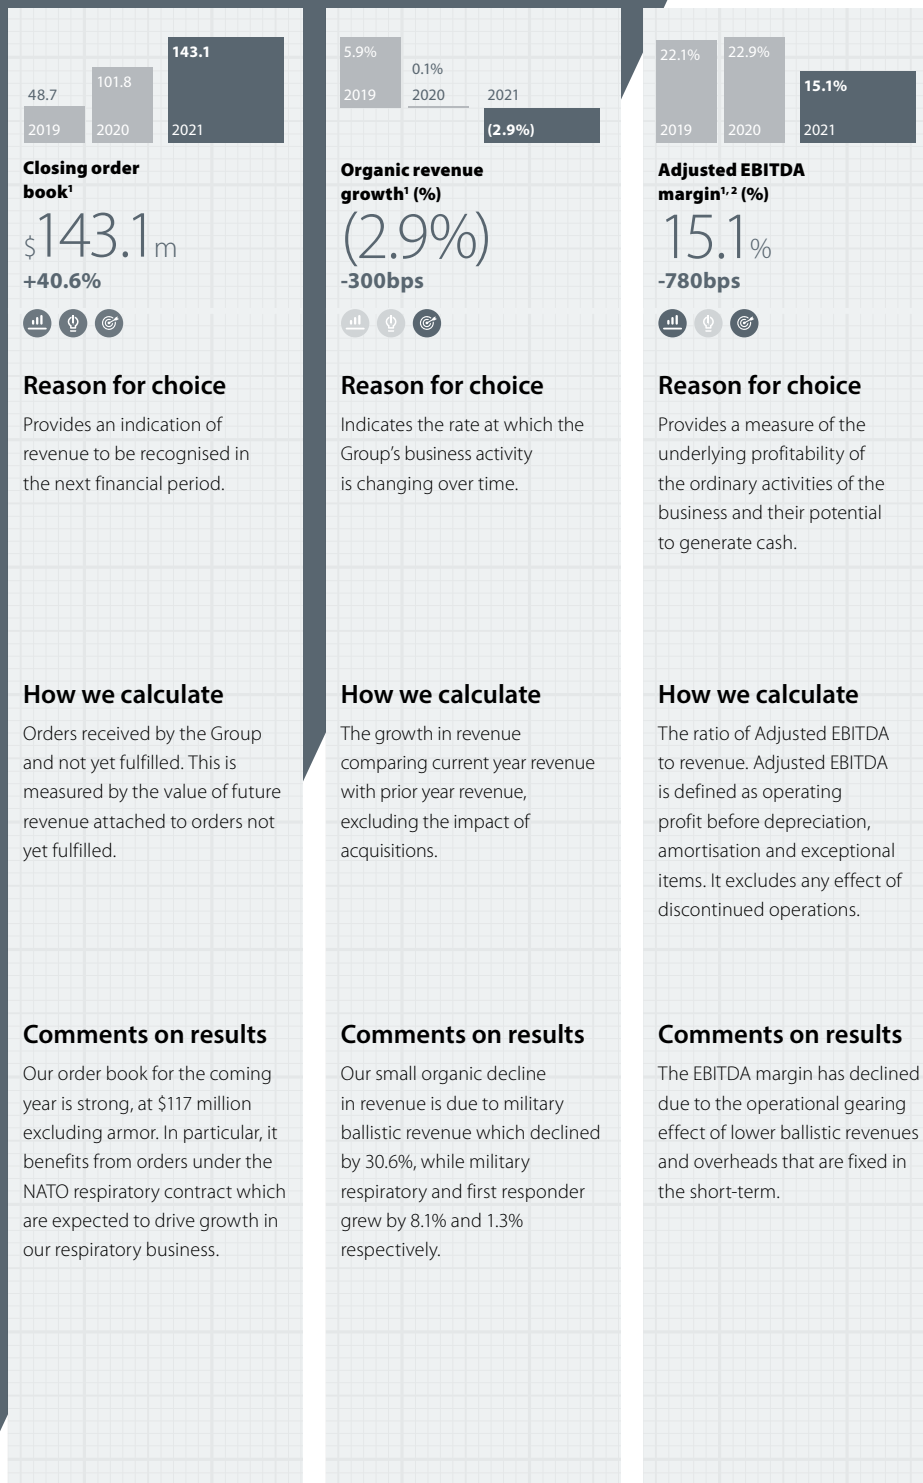 48.7
2019
101.8
2020
143.1
2021
Closing order
book¹
$143.1m
+40.6%
Reason for choice
Provides an indication of
revenue to be recognised in
the next financial period.
How we calculate
Orders received by the Group
and not yet fulfilled. This is
measured by the value of future
revenue attached to orders not
yet fulfilled.
Comments on results
Our order book for the coming
year is strong, at $117 million
excluding armor. In particular, it
benefits from orders under the
NATO respiratory contract which
are expected to drive growth in
our respiratory business.
5.9%
2019
0.1%
2020
2021
(2.9%)
Organic revenue
growth¹ (%)
(2.9%)
-300bps
Reason for choice
Indicates the rate at which the
Group’s business activity
is changing over time.
How we calculate
The growth in revenue
comparing current year revenue
with prior year revenue,
excluding the impact of
acquisitions.
Comments on results
Our small organic decline
in revenue is due to military
ballistic revenue which declined
by 30.6%, while military
respiratory and first responder
grew by 8.1% and 1.3%
respectively.
22.1%
2019
22.9%
2020
15.1%
2021
Adjusted EBITDA
margin¹,² (%)
15.1%
-780bps
Reason for choice
Provides a measure of the
underlying profitability of
the ordinary activities of the
business and their potential
to generate cash.
How we calculate
The ratio of Adjusted EBITDA
to revenue. Adjusted EBITDA
is defined as operating
profit before depreciation,
amortisation and exceptional
items. It excludes any effect of
discontinued operations.
Comments on results
The EBITDA margin has declined
due to the operational gearing
effect of lower ballistic revenues
and overheads that are fixed in
the short-term.